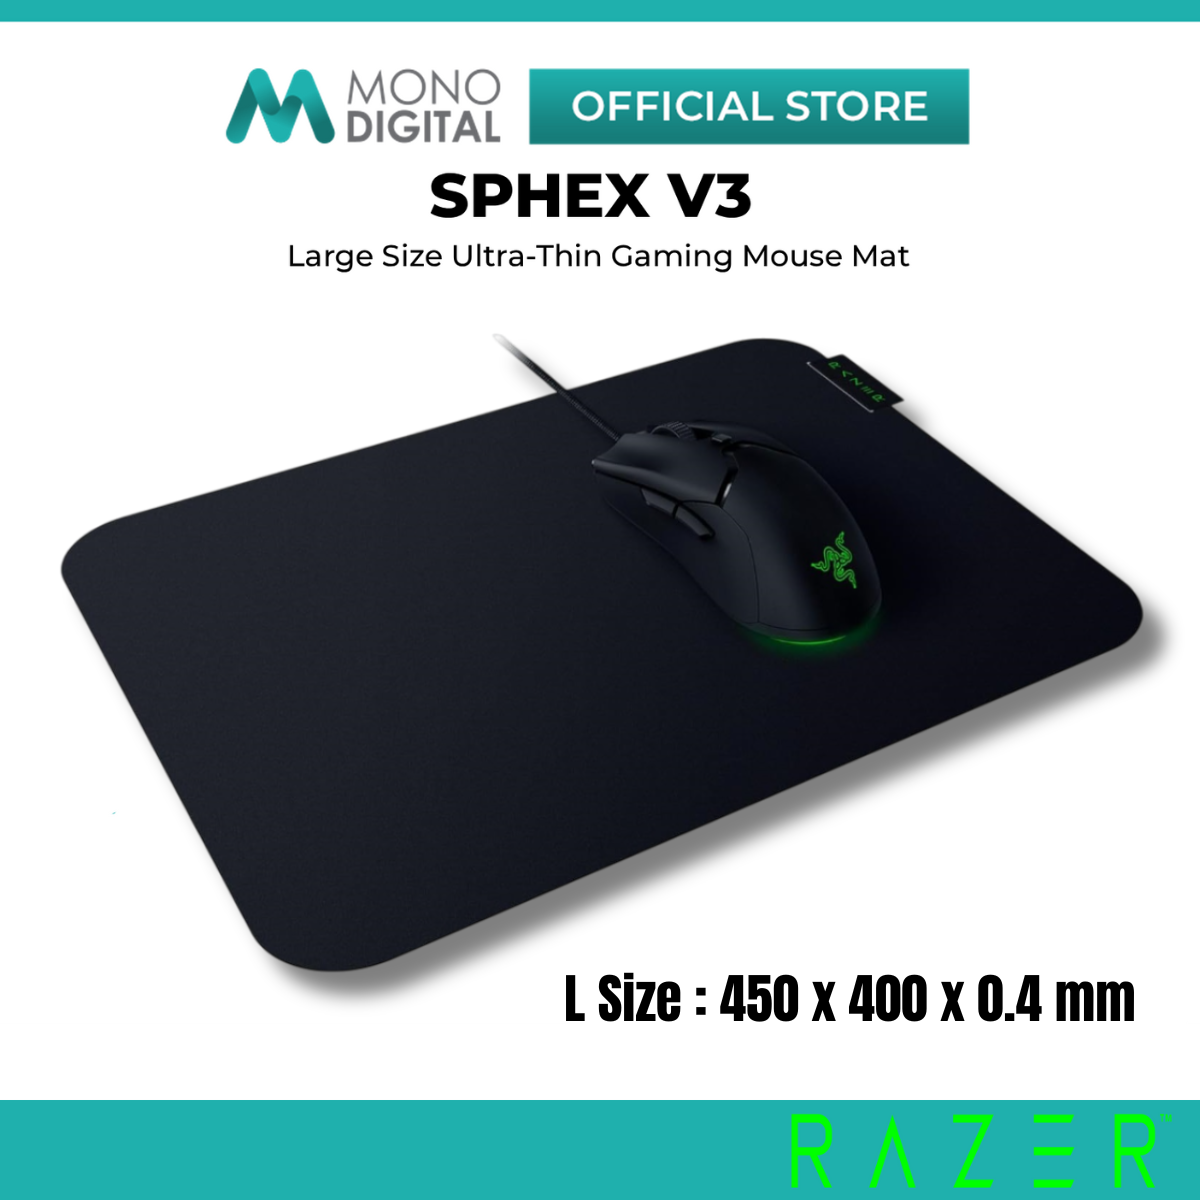 MONO
DIGITAL
OFFICIAL STORE
SPHEX V3
Large Size Ultra-Thin Gaming Mouse Mat
RAZER
L Size : 450 x 400 x 0.4 mm
RAZER™